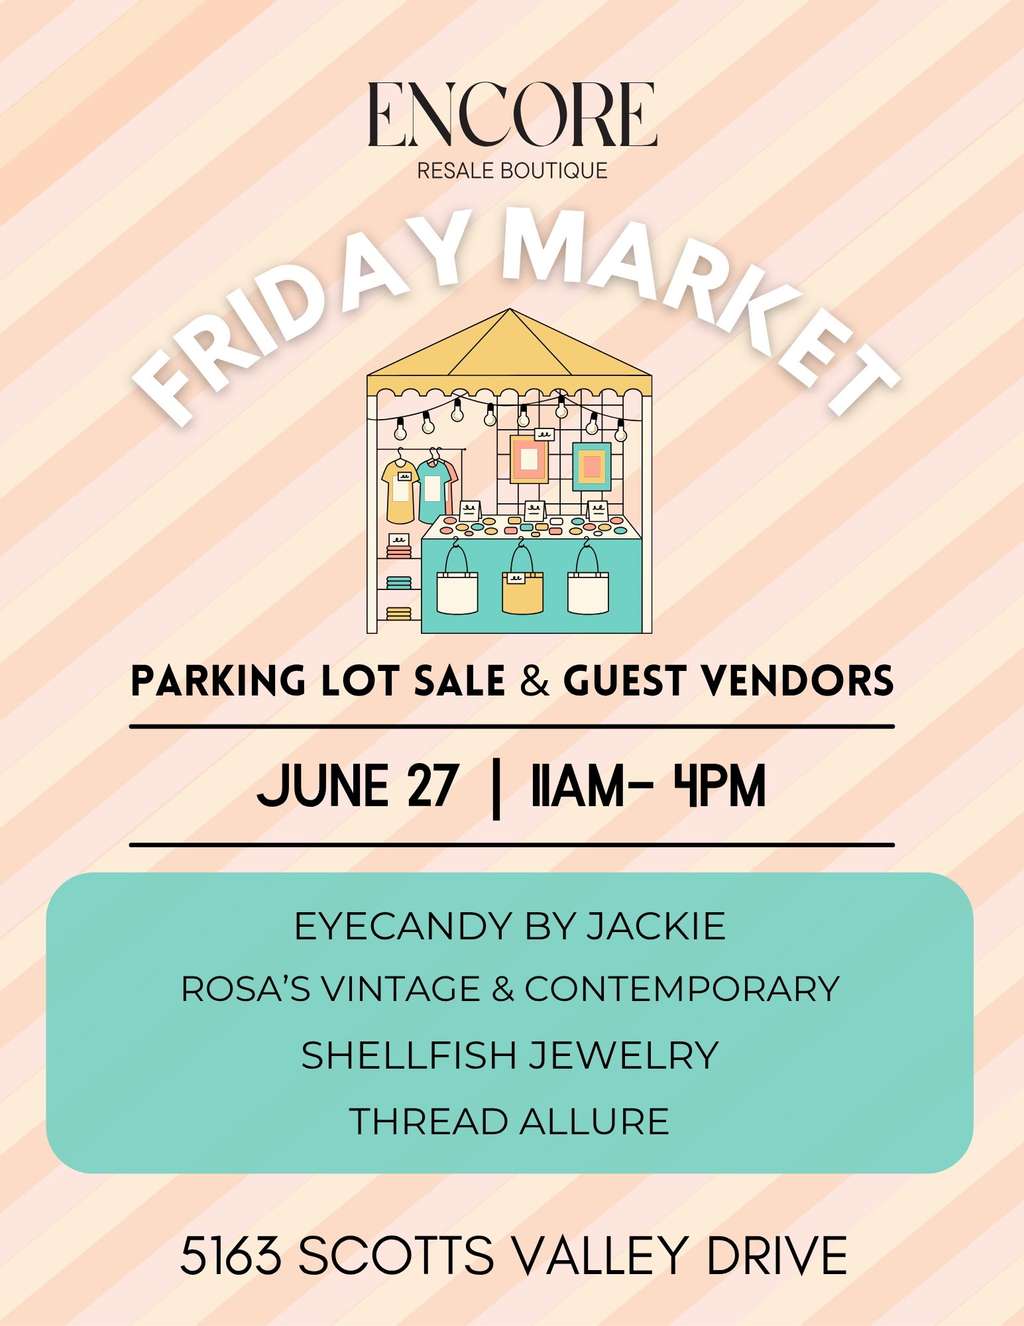 ENCORE
RESALE BOUTIQUE
FRIDAY MARKET
PARKING LOT SALE & GUEST VENDORS
JUNE 27 | 11AM- 4PM
EYECANDY BY JACKIE
ROSA'S VINTAGE & CONTEMPORARY
SHELLFISH JEWELRY
THREAD ALLURE
5163 SCOTTS VALLEY DRIVE